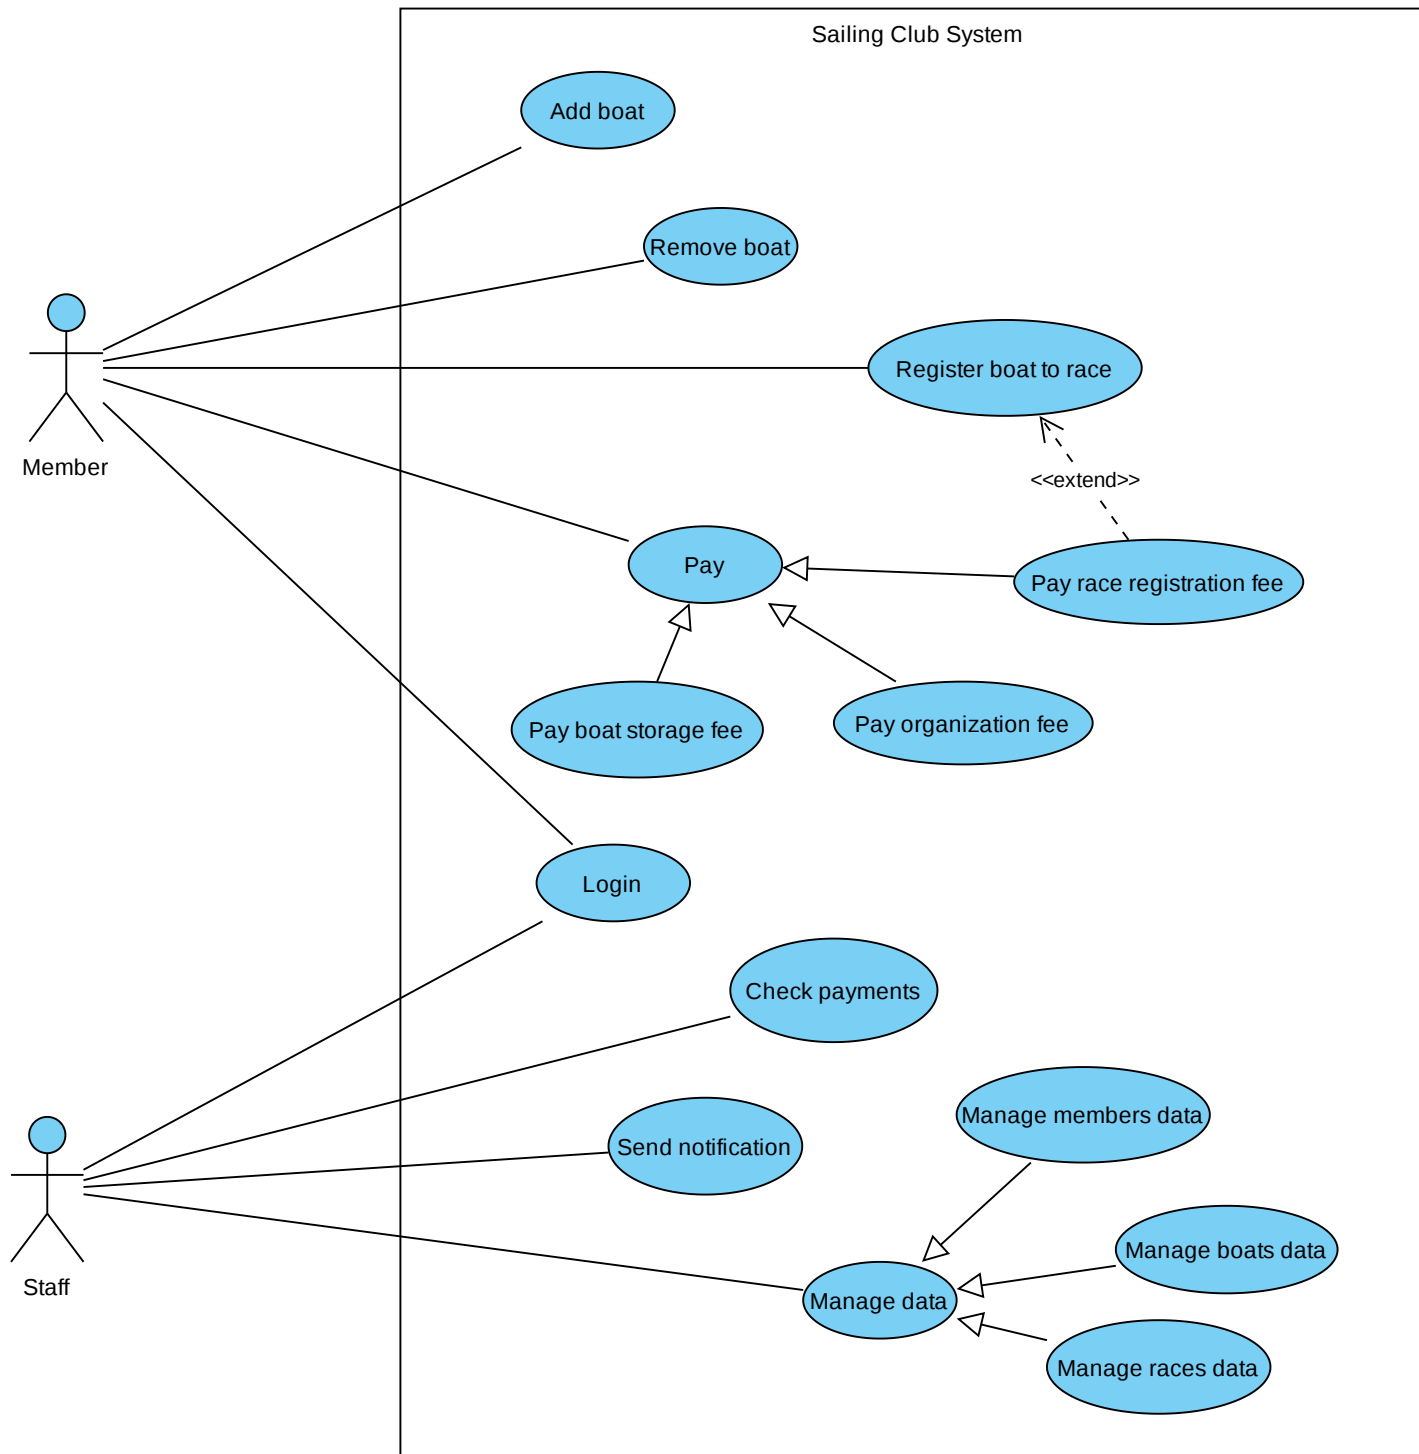 Sailing Club System
Add boat
Remove boat
Register boat to race
Member
<<extend>>
Pay
Pay race registration fee
Pay boat storage fee
Pay organization fee
Login
Check payments
Manage members data
Send notification
Manage boats data
Staff
Manage data
Manage races data